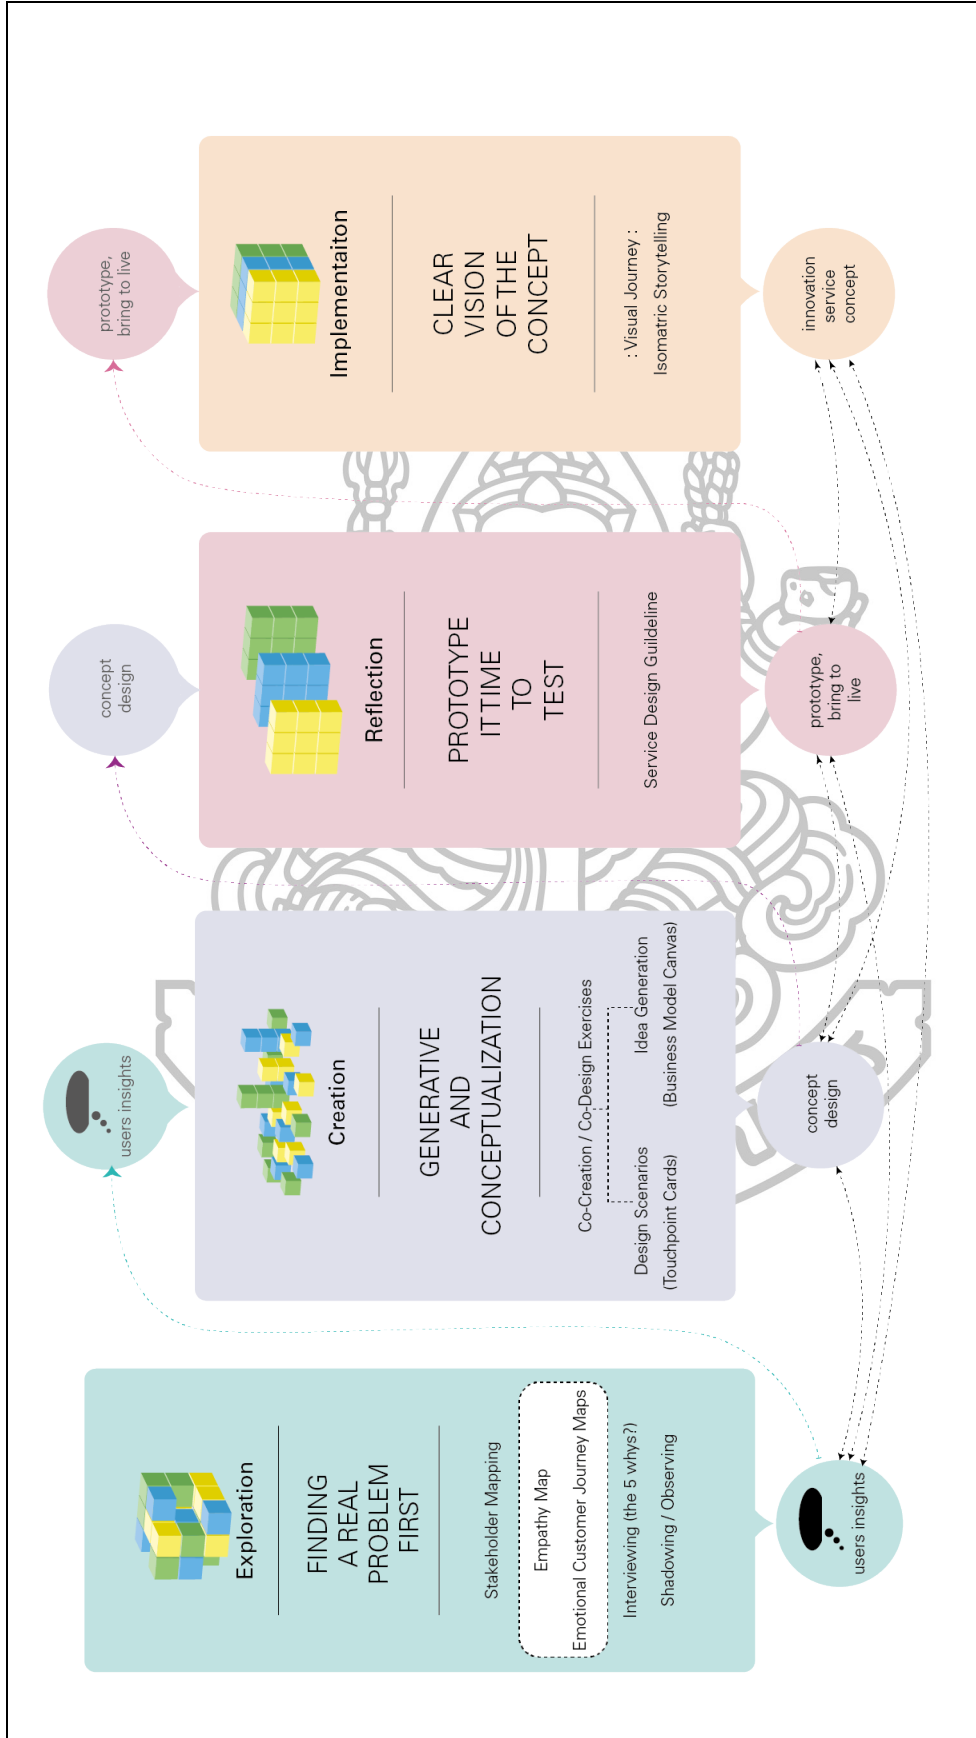 Exploration
FINDING
A REAL
PROBLEM
FIRST
Stakeholder Mapping
Empathy Map
Emotional Customer Journey Maps
Interviewing (the 5 whys?)
Shadowing / Observing
users insights
users insights
Creation
GENERATIVE
AND
CONCEPTUALIZATION
Co-Creation / Co-Design Exercises
Design Scenarios
(Touchpoint Cards)
Idea Generation
(Business Model Canvas)
concept
design
concept
design
Reflection
PROTOTYPE
IT TIME
TO
TEST
Service Design Guildeline
prototype,
bring to
live
prototype,
bring to live
Implementaiton
CLEAR
VISION
OF THE
CONCEPT
: Visual Journey :
Isomatric Storytelling
innovation
service
concept